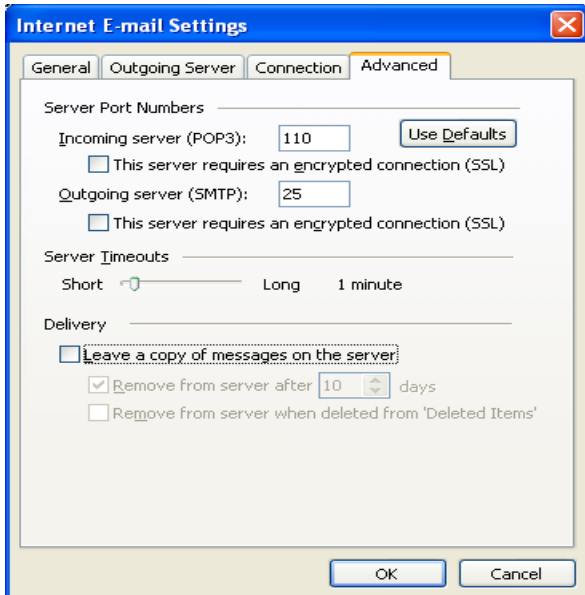 Internet E-mail Settings
General Outgoing Server Connection Advanced
Server Port Numbers
Incoming server (POP3): 110 Use Defaults
This server requires an encrypted connection (SSL)
Outgoing server (SMTP): 25
This server requires an encrypted connection (SSL)
Server Timeouts
Short Long 1 minute
Delivery
Leave a copy of messages on the server
Remove from server after 10 days
Remove from server when deleted from 'Deleted Items'
OK Cancel